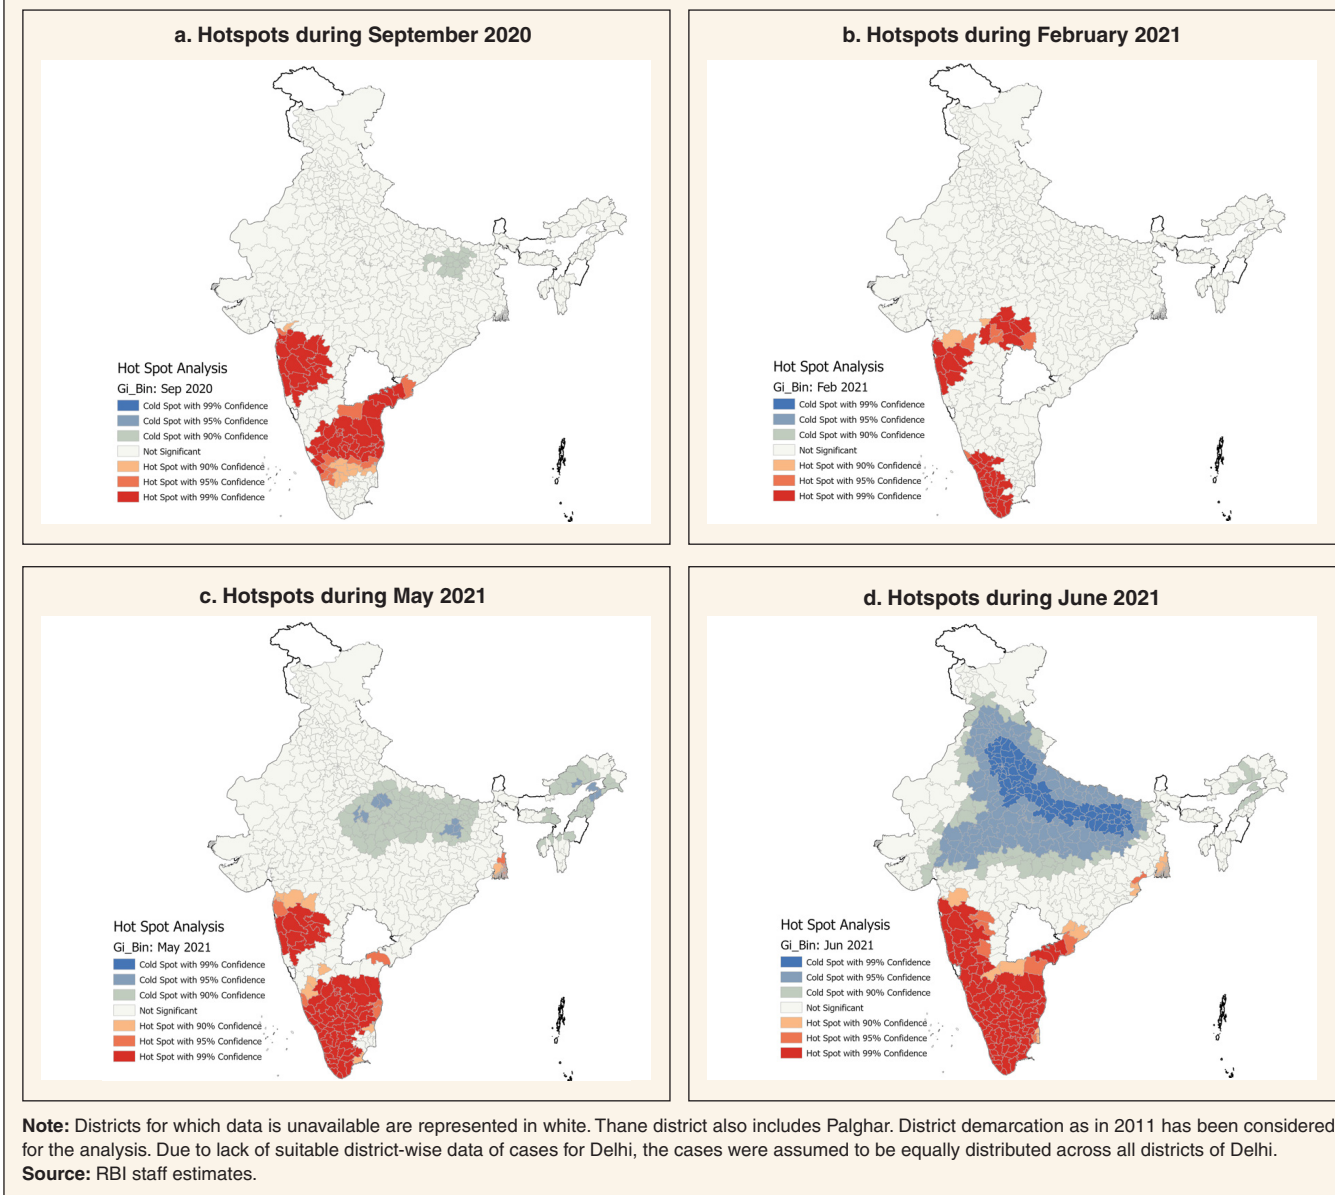 a. Hotspots during September 2020
Hot Spot Analysis
Gi_Bin: Sep 2020
Cold Spot with 99% Confidence
Cold Spot with 95% Confidence
Cold Spot with 90% Confidence
Not Significant
Hot Spot with 90% Confidence
Hot Spot with 95% Confidence
Hot Spot with 99% Confidence
b. Hotspots during February 2021
Hot Spot Analysis
Gi_Bin: Feb 2021
Cold Spot with 99% Confidence
Cold Spot with 95% Confidence
Cold Spot with 90% Confidence
Not Significant
Hot Spot with 90% Confidence
Hot Spot with 95% Confidence
Hot Spot with 99% Confidence
c. Hotspots during May 2021
Hot Spot Analysis
Gi_Bin: May 2021
Cold Spot with 99% Confidence
Cold Spot with 95% Confidence
Cold Spot with 90% Confidence
Not Significant
Hot Spot with 90% Confidence
Hot Spot with 95% Confidence
Hot Spot with 99% Confidence
d. Hotspots during June 2021
Hot Spot Analysis
Gi_Bin: Jun 2021
Cold Spot with 99% Confidence
Cold Spot with 95% Confidence
Cold Spot with 90% Confidence
Not Significant
Hot Spot with 90% Confidence
Hot Spot with 95% Confidence
Hot Spot with 99% Confidence
Note: Districts for which data is unavailable are represented in white. Thane district also includes Palghar. District demarcation as in 2011 has been considered
for the analysis. Due to lack of suitable district-wise data of cases for Delhi, the cases were assumed to be equally distributed across all districts of Delhi.
Source: RBI staff estimates.